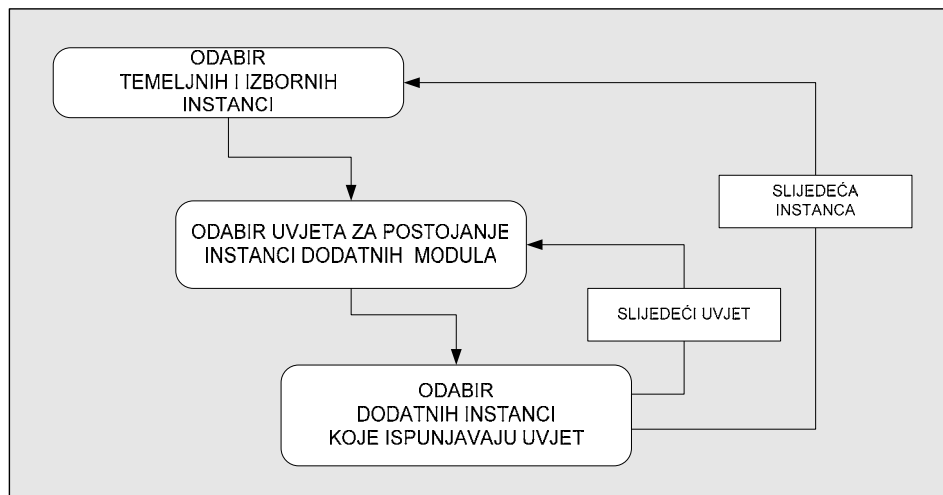 ODABIR
TEMELJNIH I IZBORNIH
INSTANCI
ODABIR UVJETA ZA POSTOJANJE
INSTANCI DODATNIH MODULA
SLIJEDEĆA
INSTANCA
SLIJEDEĆI UVJET
ODABIR
DODATNIH INSTANCI
KOJE ISPUNJAVAJU UVJET